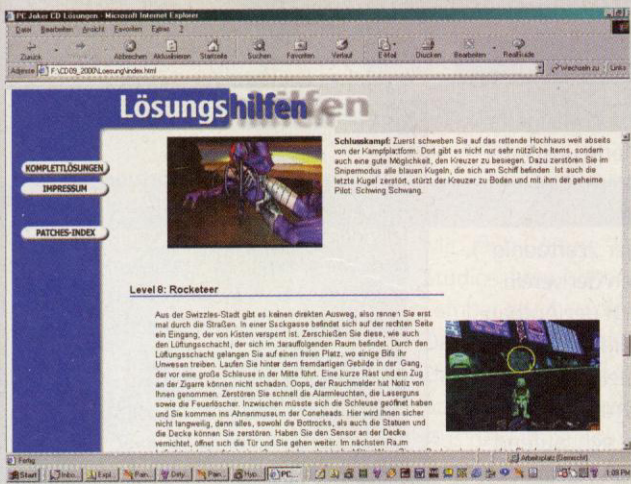 PC Joker CD Lösungen - Microsoft Internet Explorer
Datei Bearbeiten Ansicht Favoriten Extras ?
Zurück Abbrechen Aktualisieren Startseite Suchen Favoriten Verlauf E-Mail Drucken Bearbeiten RealGuide
Adresse F:\CD09_2000\Loesung\index.html Wechseln zu Links
Lösungshilfen
KOMPLETTLÖSUNGEN
IMPRESSUM
PATCHES-INDEX
Schlusskampf: Zuerst schweben Sie auf das rettende Hochhaus weit abseits
von der Kampfplattform. Dort gibt es nicht nur sehr nützliche Items, sondern
auch eine gute Möglichkeit, den Kreuzer zu besiegen. Dazu zerstören Sie im
Snipermodus alle blauen Kugeln, die sich am Schiff befinden. Ist auch die
letzte Kugel zerstört, stürzt der Kreuzer zu Boden und mit ihm der geheime
Pilot: Schwing Schwang.
Level 8: Rocketeer
Aus der Swizzles-Stadt gibt es keinen direkten Ausweg, also rennen Sie erst
mal durch die Straßen. In einer Sackgasse befindet sich auf der rechten Seite
ein Eingang, der von Kisten versperrt ist. Zerschießen Sie diese, wie auch
den Lüftungsschacht, der sich im darauffolgenden Raum befindet. Durch den
Lüftungsschacht gelangen Sie auf einen freien Platz, wo einige Bifs ihr
Unwesen treiben. Laufen Sie hinter dem fremdartigen Gebilde in der Gang,
der vor eine große Schleuse in der Mitte führt. Eine kurze Rast und ein Zug
an der Zigarre können nicht schaden. Oops, der Rauchmelder hat Notiz von
Ihnen genommen. Zerstören Sie schnell die Alarmleuchten, die Laserguns
sowie die Feuerlöscher. Inzwischen müsste sich die Schleuse geöffnet haben
und Sie kommen ins Ahnenmuseum der Coneheads. Hier wird Ihnen sicher
nicht langweilig, denn alles, sowohl die Bottrocks, als auch die Statuen und
die Decke können Sie zerstören. Haben Sie den Sensor an der Decke
vernichtet, öffnet sich die Tür und Sie gehen weiter. Im nächsten Raum
Fertig Arbeitsplatz (Gemischt)
Start 1:09 PM